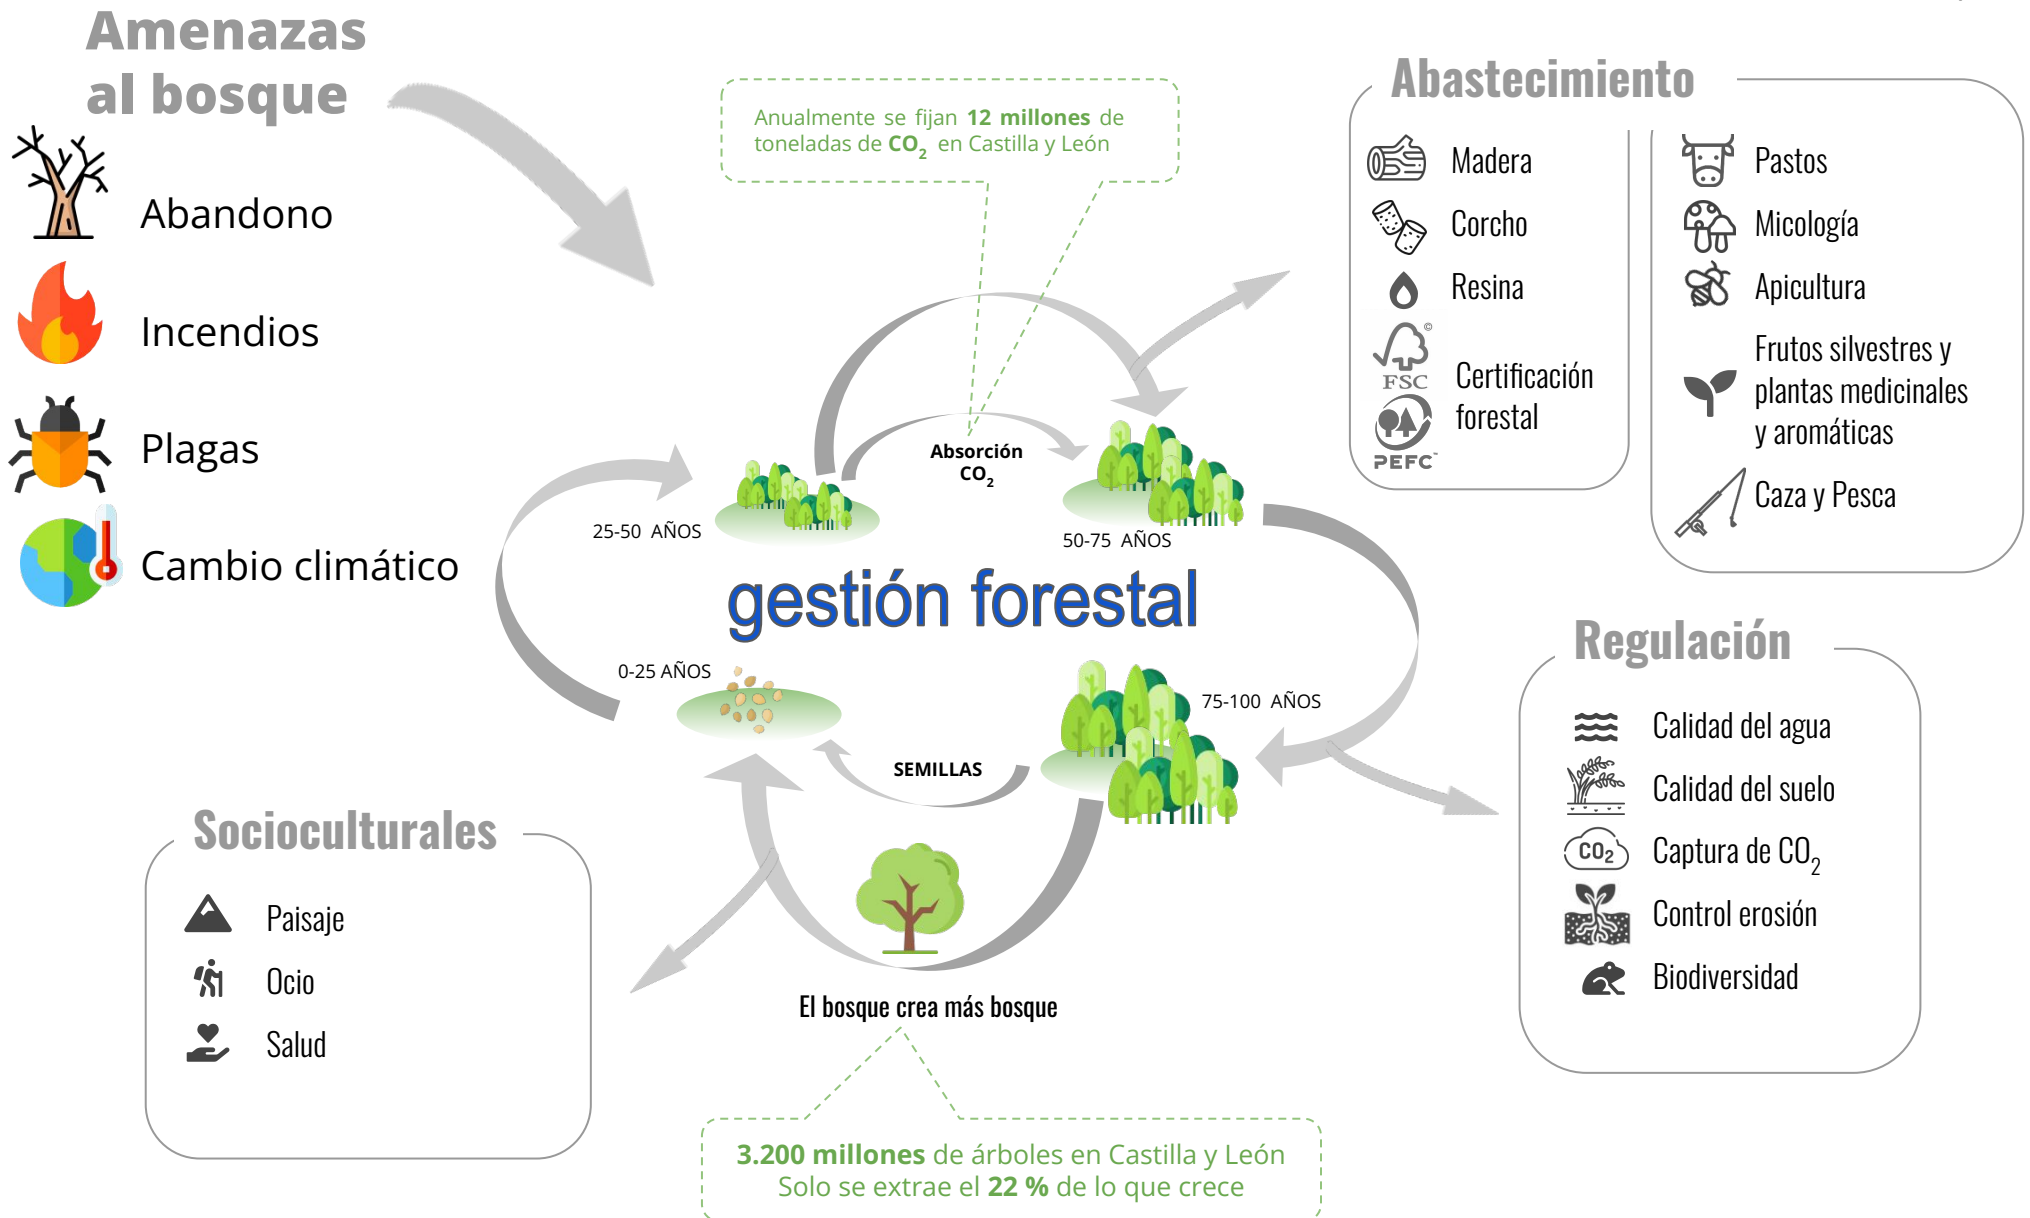 Amenazas
al bosque
Abandono
Incendios
Plagas
Cambio climático
Anualmente se fijan 12 millones de
toneladas de CO₂ en Castilla y León
Absorción
CO₂
25-50 AÑOS
50-75 AÑOS
gestión forestal
0-25 AÑOS
75-100 AÑOS
SEMILLAS
El bosque crea más bosque
3.200 millones de árboles en Castilla y León
Solo se extrae el 22 % de lo que crece
Abastecimiento
Madera
Corcho
Resina
©
FSC
PEFC™
Certificación
forestal
Pastos
Micología
Apicultura
Frutos silvestres y
plantas medicinales
y aromáticas
Caza y Pesca
Regulación
Calidad del agua
Calidad del suelo
CO₂
Captura de CO₂
Control erosión
Biodiversidad
Socioculturales
Paisaje
Ocio
Salud